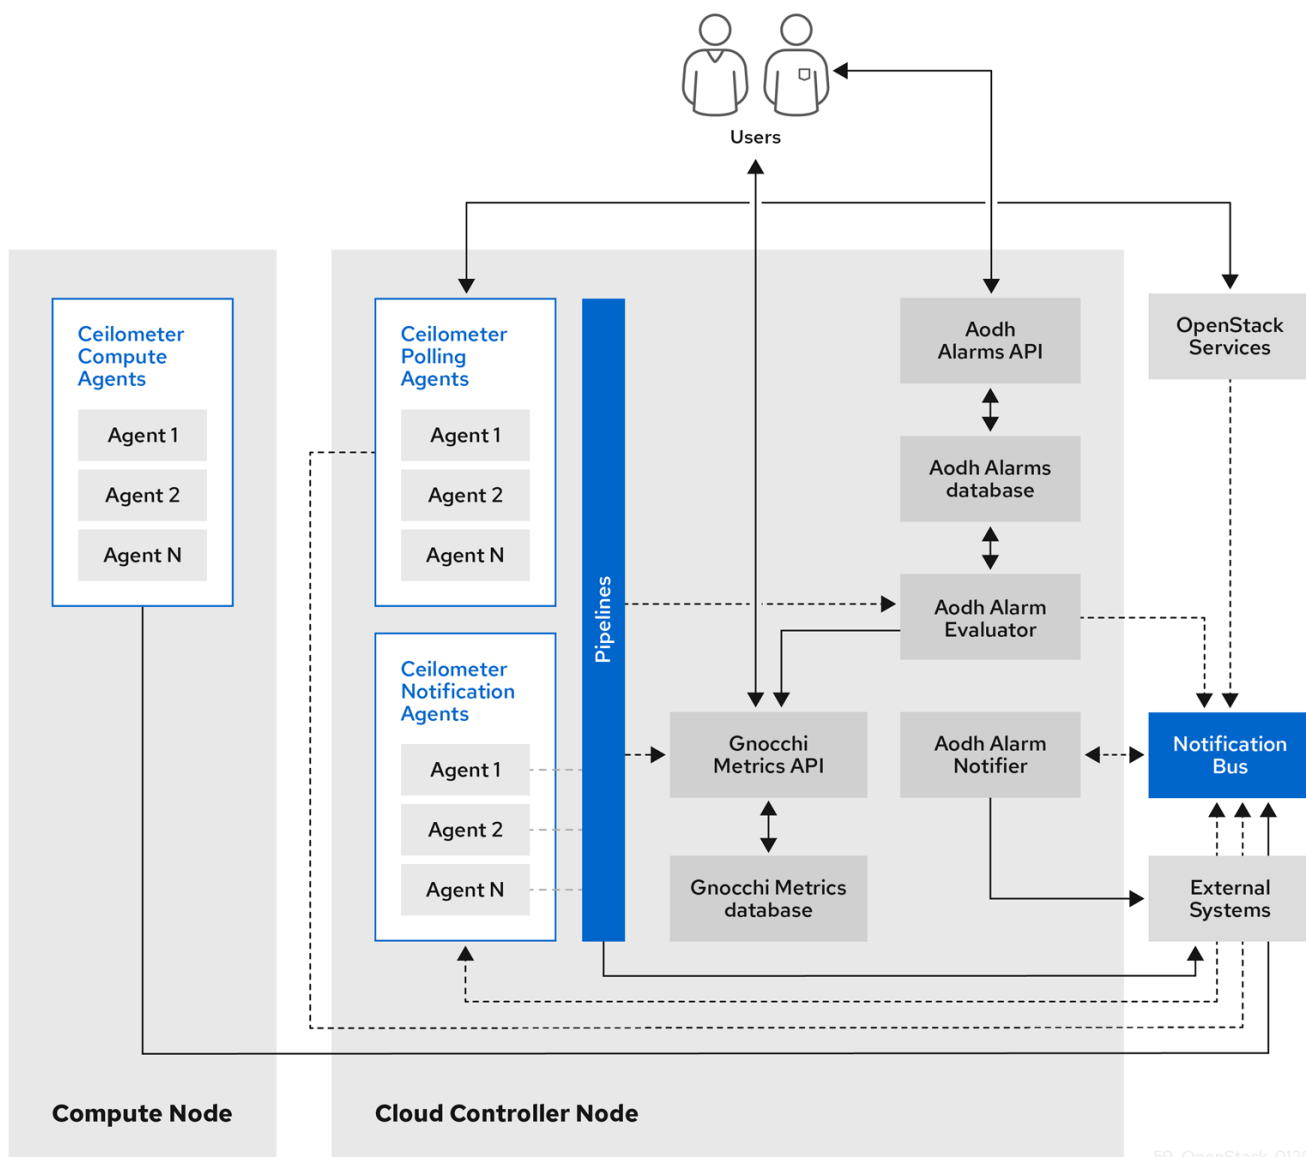 Users
Ceilometer
Compute
Agents
Agent 1
Agent 2
Agent N
Ceilometer
Polling
Agents
Agent 1
Agent 2
Agent N
Ceilometer
Notification
Agents
Agent 1
Agent 2
Agent N
Pipelines
Aodh
Alarms API
Aodh Alarms
database
Aodh Alarm
Evaluator
Gnocchi
Metrics API
Gnocchi Metrics
database
Aodh Alarm
Notifier
OpenStack
Services
Notification
Bus
External
Systems
Compute Node
Cloud Controller Node